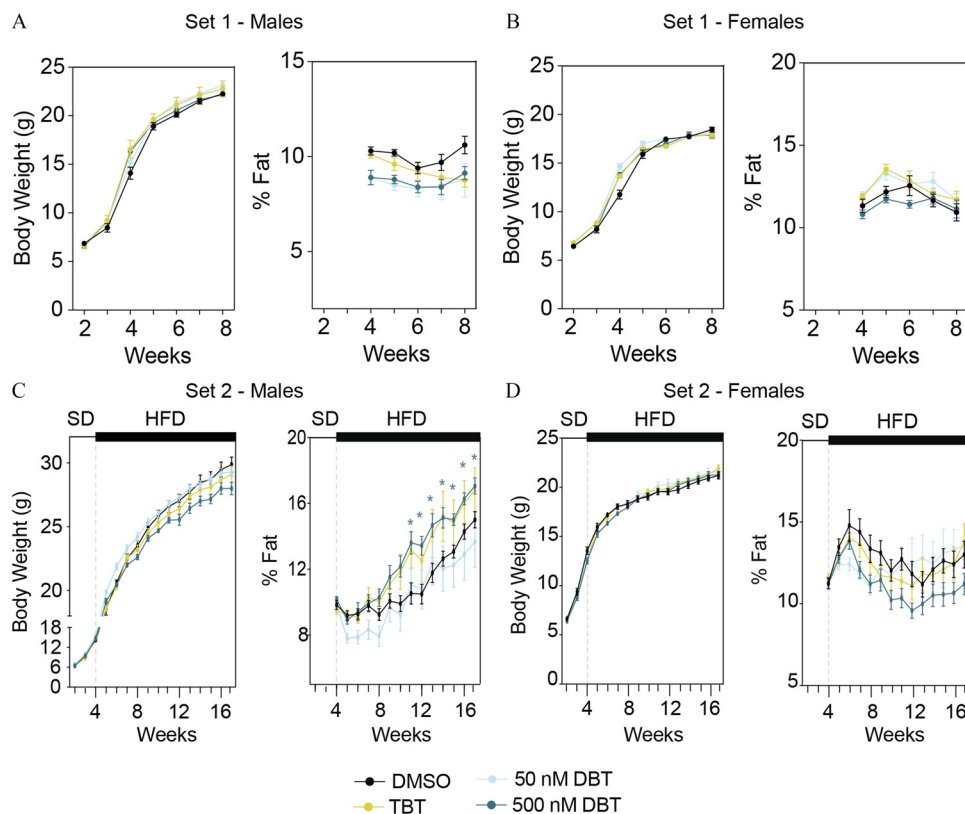 A Set 1 - Males
B Set 1 - Females
Body Weight (g)
25
20
15
10
5
0
2 4 6 8
Weeks
% Fat
15
10
5
2 4 6 8
Weeks
Body Weight (g)
25
20
15
10
5
0
2 4 6 8
Weeks
% Fat
20
15
10
5
2 4 6 8
Weeks
C Set 2 - Males
D Set 2 - Females
SD HFD
Body Weight (g)
30
25
20
18
12
6
0
4 8 12 16
Weeks
SD HFD
% Fat
20
18
16
14
12
10
8
* * * * * * *
4 8 12 16
Weeks
SD HFD
Body Weight (g)
25
20
15
10
5
0
4 8 12 16
Weeks
SD HFD
% Fat
20
15
10
5
4 8 12 16
Weeks
DMSO 50 nM DBT
TBT 500 nM DBT